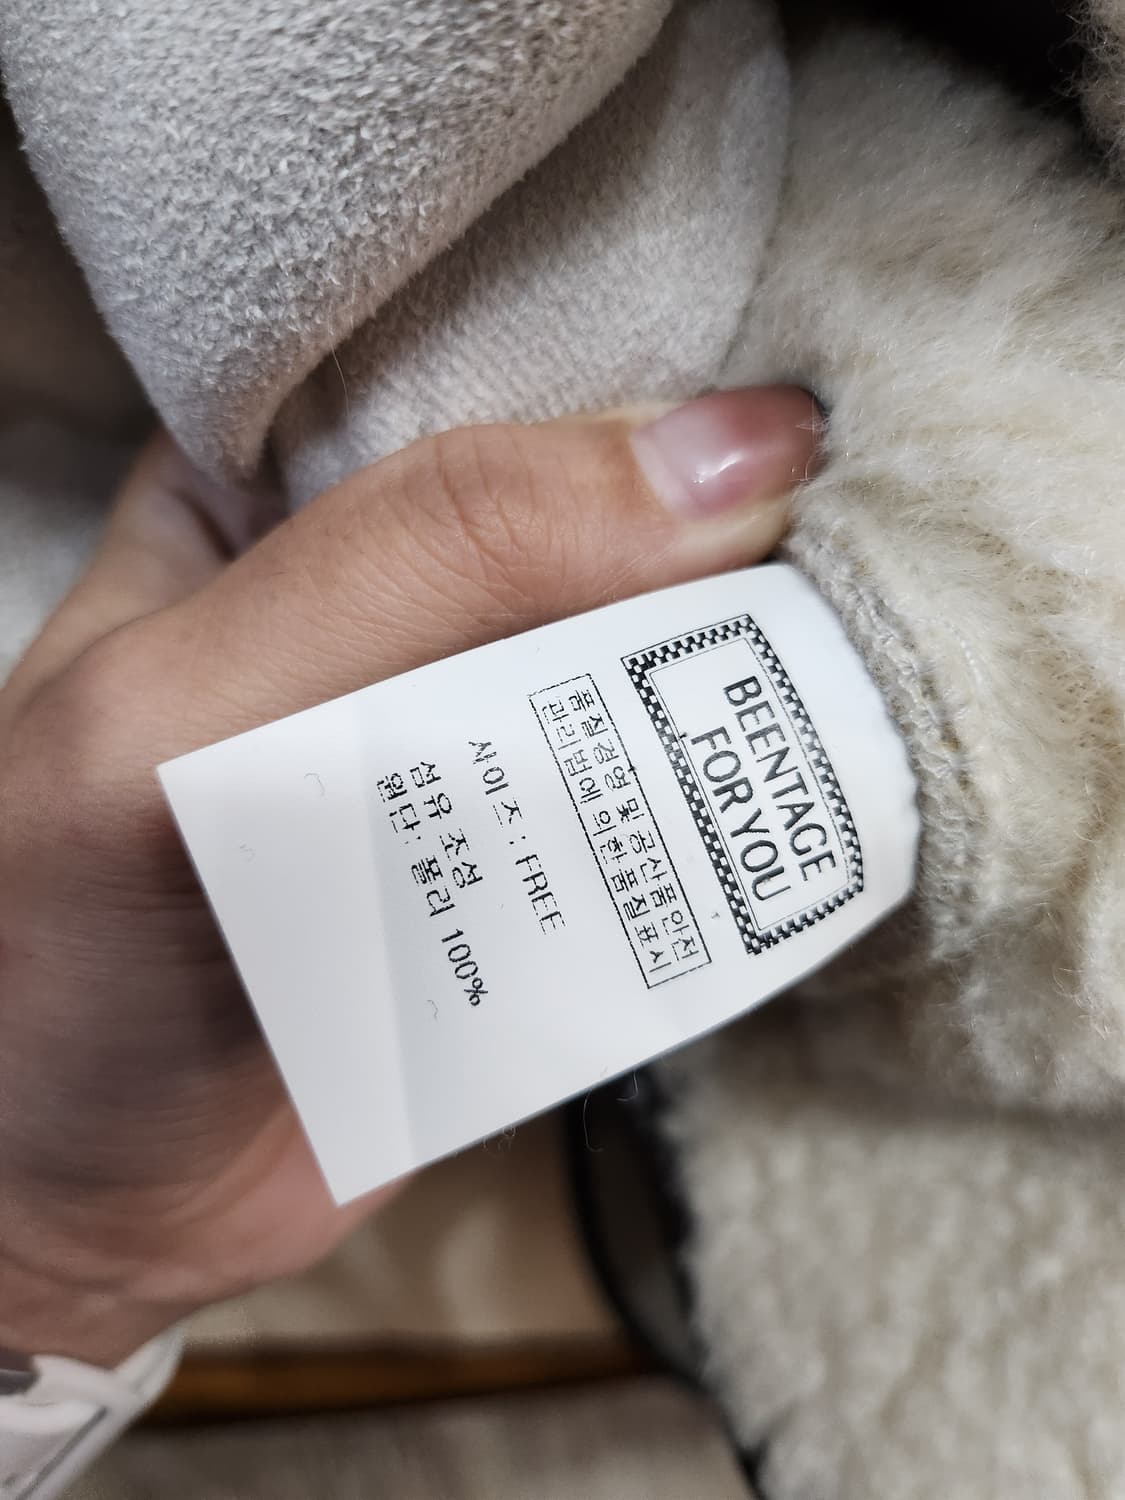 BEENTAGE
FOR YOU
품질경영 및 공산품안전
관리법에 의한 품질표시
사이즈 : FREE
섬유 조성
원단: 폴리 100%